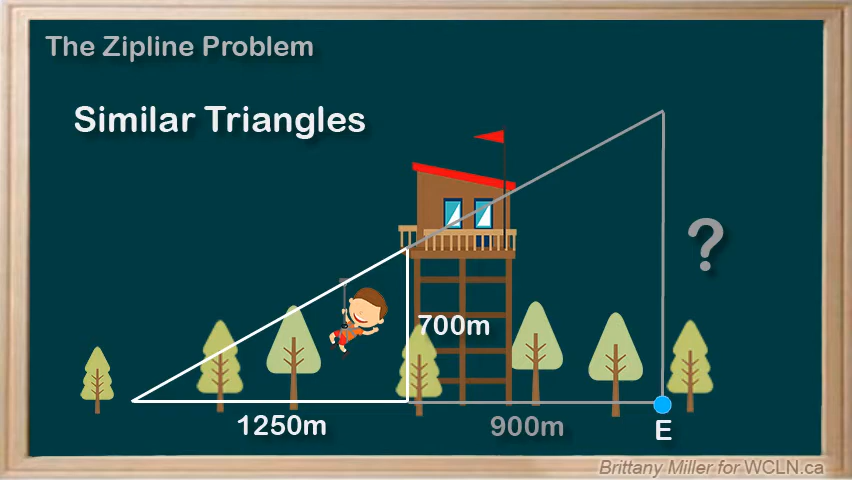 The Zipline Problem
Similar Triangles
?
700m
1250m
900m
E
Brittany Miller for WCLN.ca